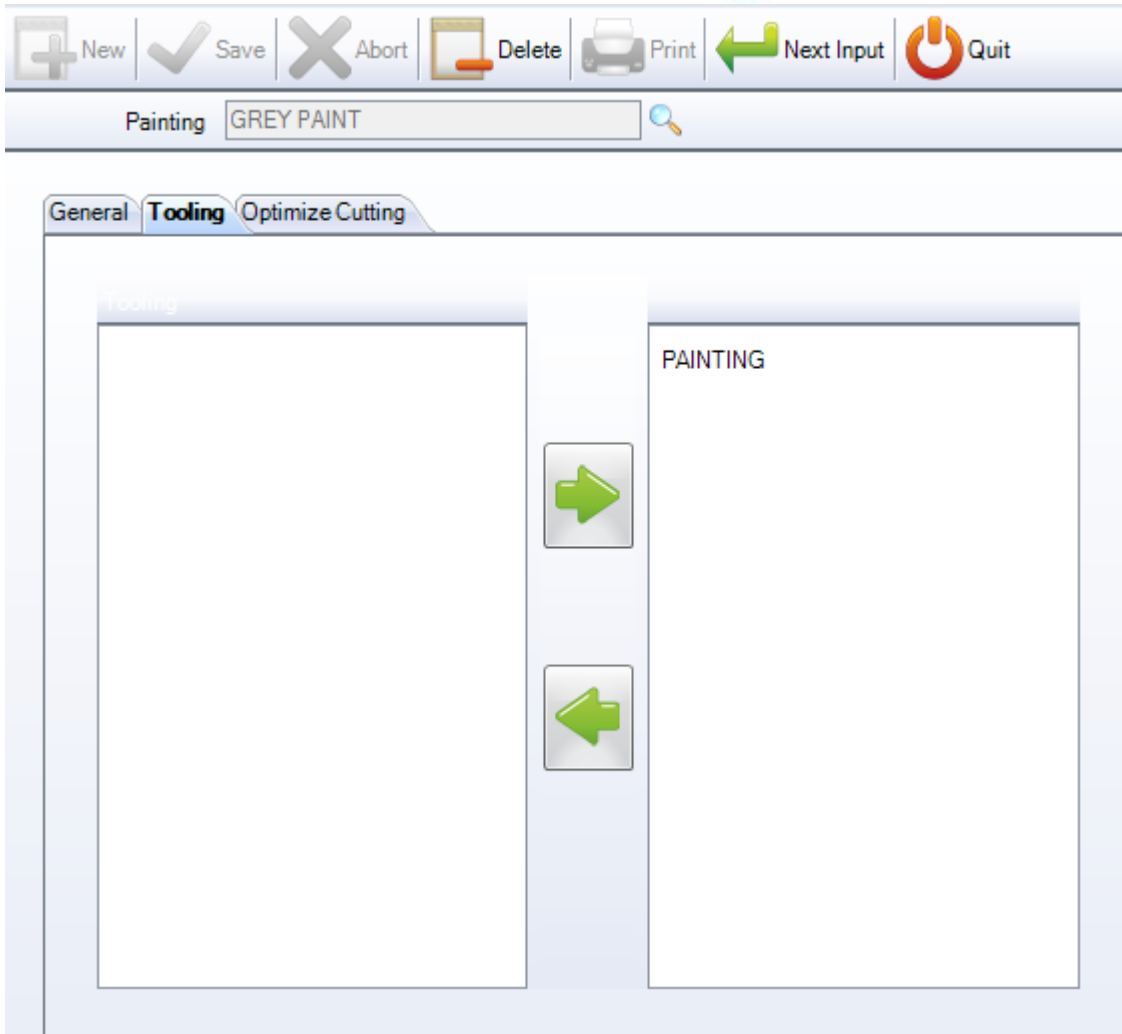 New Save Abort Delete Print Next Input Quit
Painting GREY PAINT
General Tooling Optimize Cutting
Tooling
PAINTING